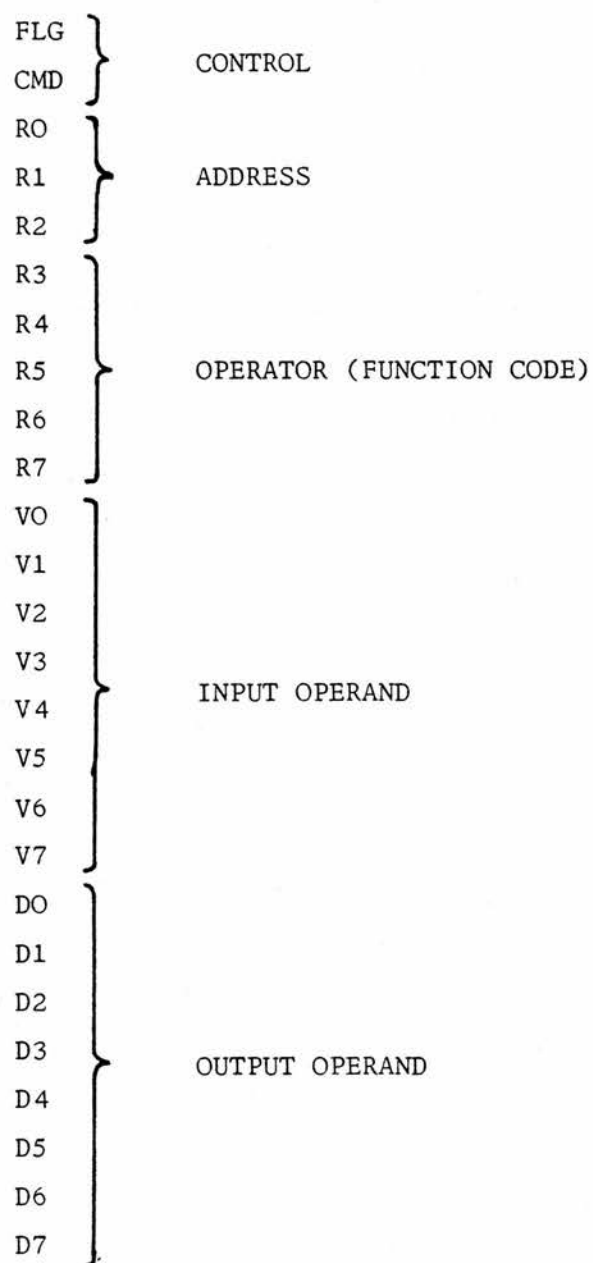 FLG
CMD
CONTROL
RO
R1
R2
ADDRESS
R3
R4
R5
R6
R7
OPERATOR (FUNCTION CODE)
VO
V1
V2
V3
V4
V5
V6
V7
INPUT OPERAND
DO
D1
D2
D3
D4
D5
D6
D7
OUTPUT OPERAND